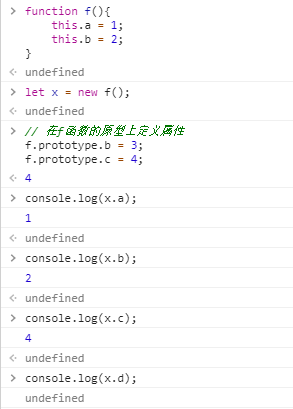 function f(){
this.a = 1;
this.b = 2;
}
undefined
let x = new f();
undefined
// 在f函数的原型上定义属性
f.prototype.b = 3;
f.prototype.c = 4;
4
console.log(x.a);
1
undefined
console.log(x.b);
2
undefined
console.log(x.c);
4
undefined
console.log(x.d);
undefined